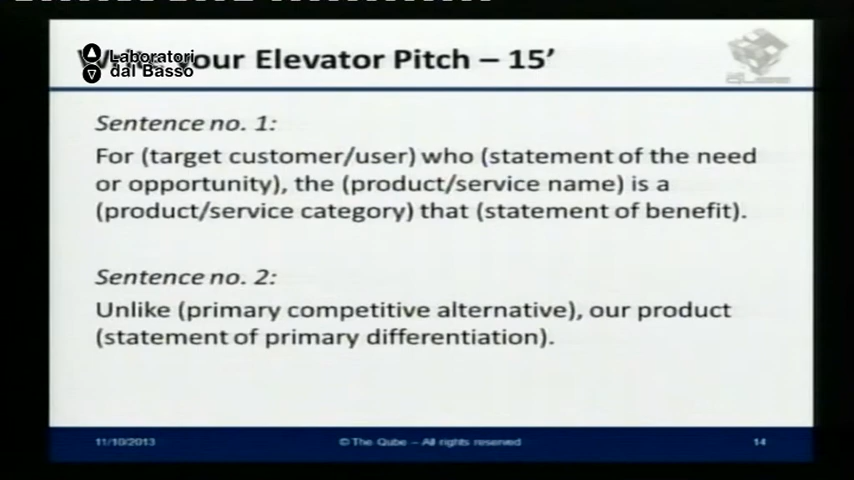 Laboratori
dal Basso
your Elevator Pitch – 15’
Sentence no. 1:
For (target customer/user) who (statement of the need
or opportunity), the (product/service name) is a
(product/service category) that (statement of benefit).
Sentence no. 2:
Unlike (primary competitive alternative), our product
(statement of primary differentiation).
11/10/2013
© The Qube – All rights reserved
14